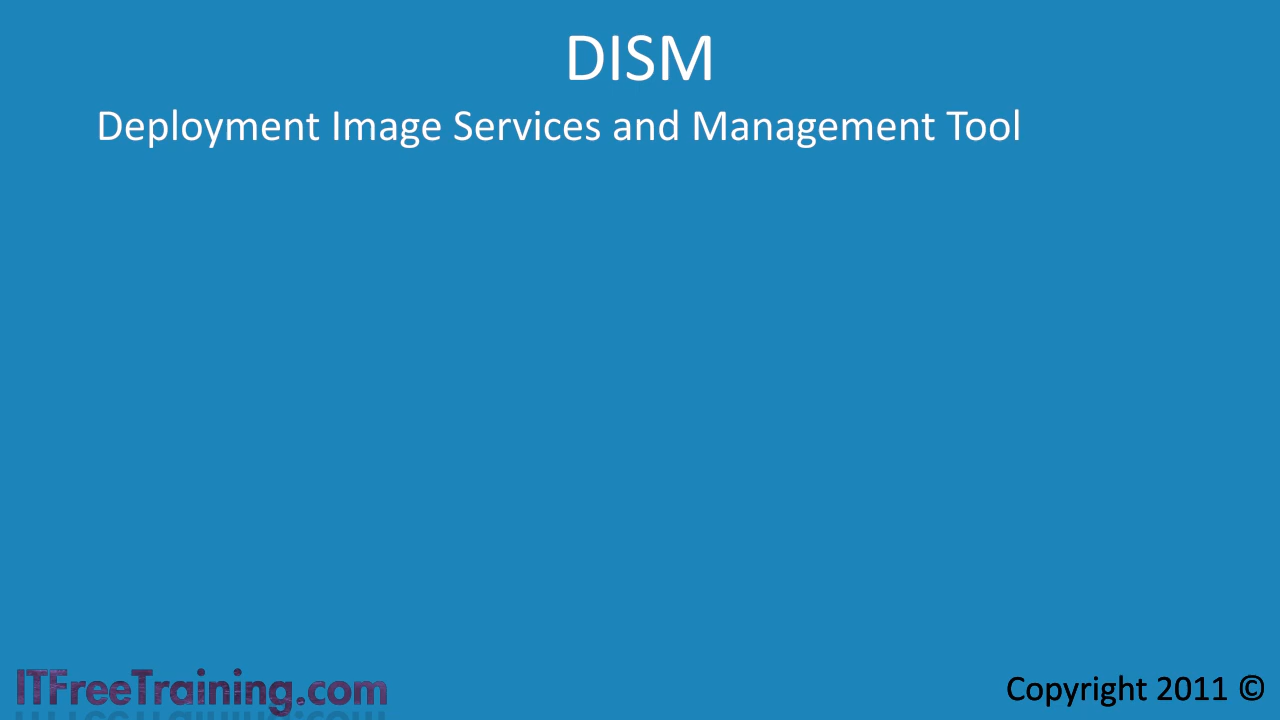 DISM
Deployment Image Services and Management Tool
ITFreeTraining.com
Copyright 2011 ©